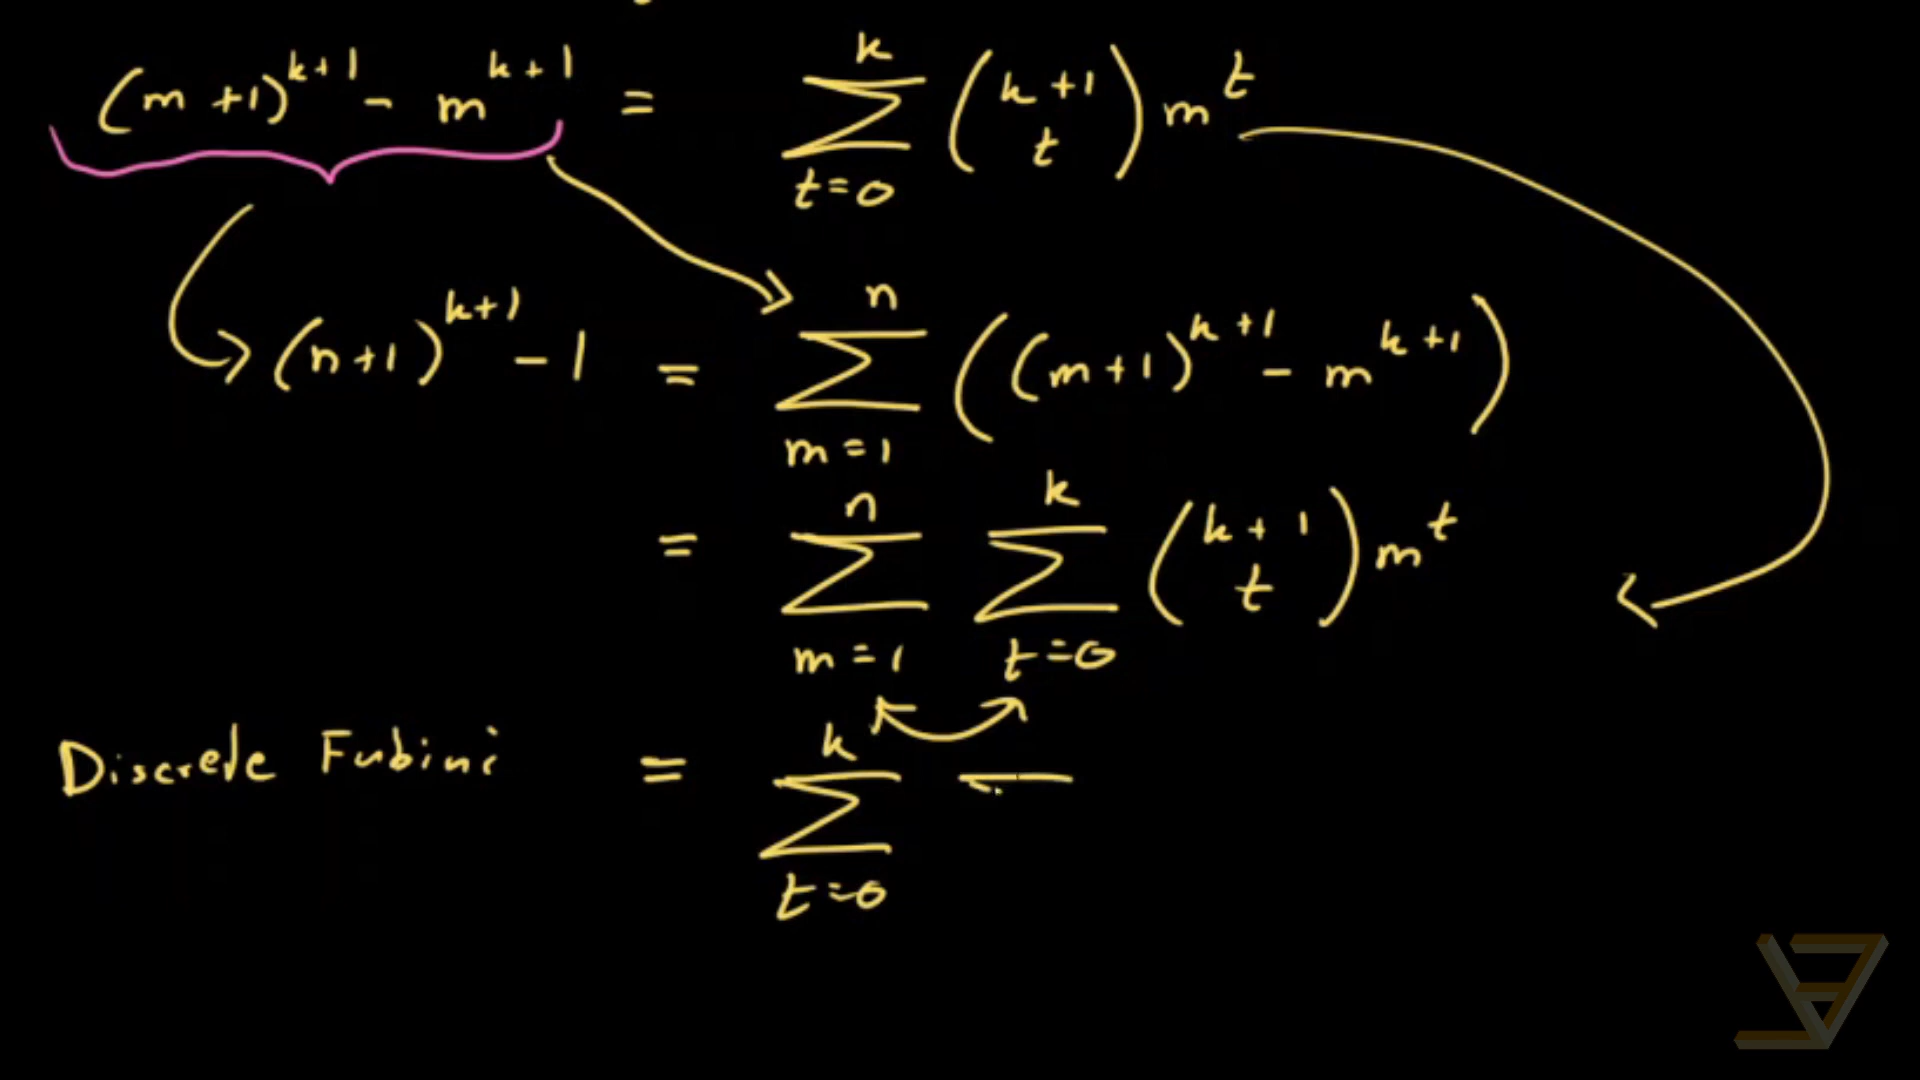 (m+1)^{k+1} - m^{k+1} = \sum_{t=0}^{k} \binom{k+1}{t} m^t
(n+1)^{k+1} - 1 = \sum_{m=1}^{n} ((m+1)^{k+1} - m^{k+1})
= \sum_{m=1}^{n} \sum_{t=0}^{k} \binom{k+1}{t} m^t
Discrete Fubini = \sum_{t=0}^{k}